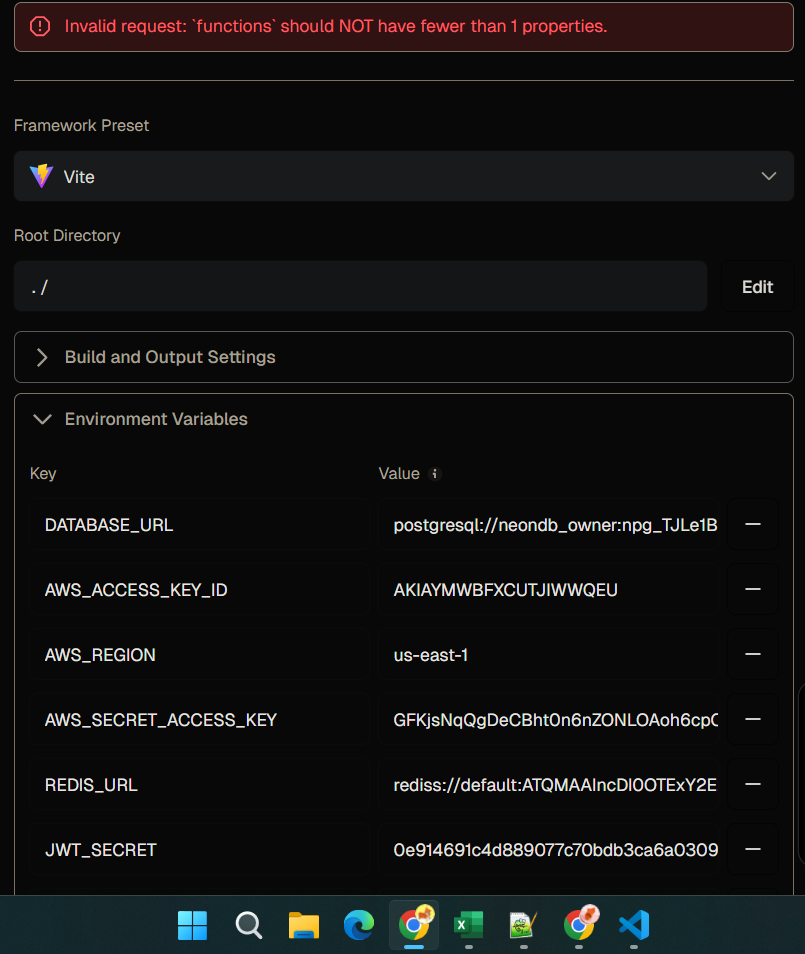 Invalid request: `functions` should NOT have fewer than 1 properties.
Framework Preset
Vite
Root Directory
./
Edit
Build and Output Settings
Environment Variables
Key Value
DATABASE_URL postgresql://neondb_owner:npg_TJLe1B
AWS_ACCESS_KEY_ID AKIAYMWBFXCUTJIWWQEU
AWS_REGION us-east-1
AWS_SECRET_ACCESS_KEY GFKjsNqQgDeCBht0n6nZONLOAoh6cpC
REDIS_URL rediss://default:ATQMAAIncDI0OTExY2E
JWT_SECRET 0e914691c4d889077c70bdb3ca6a0309